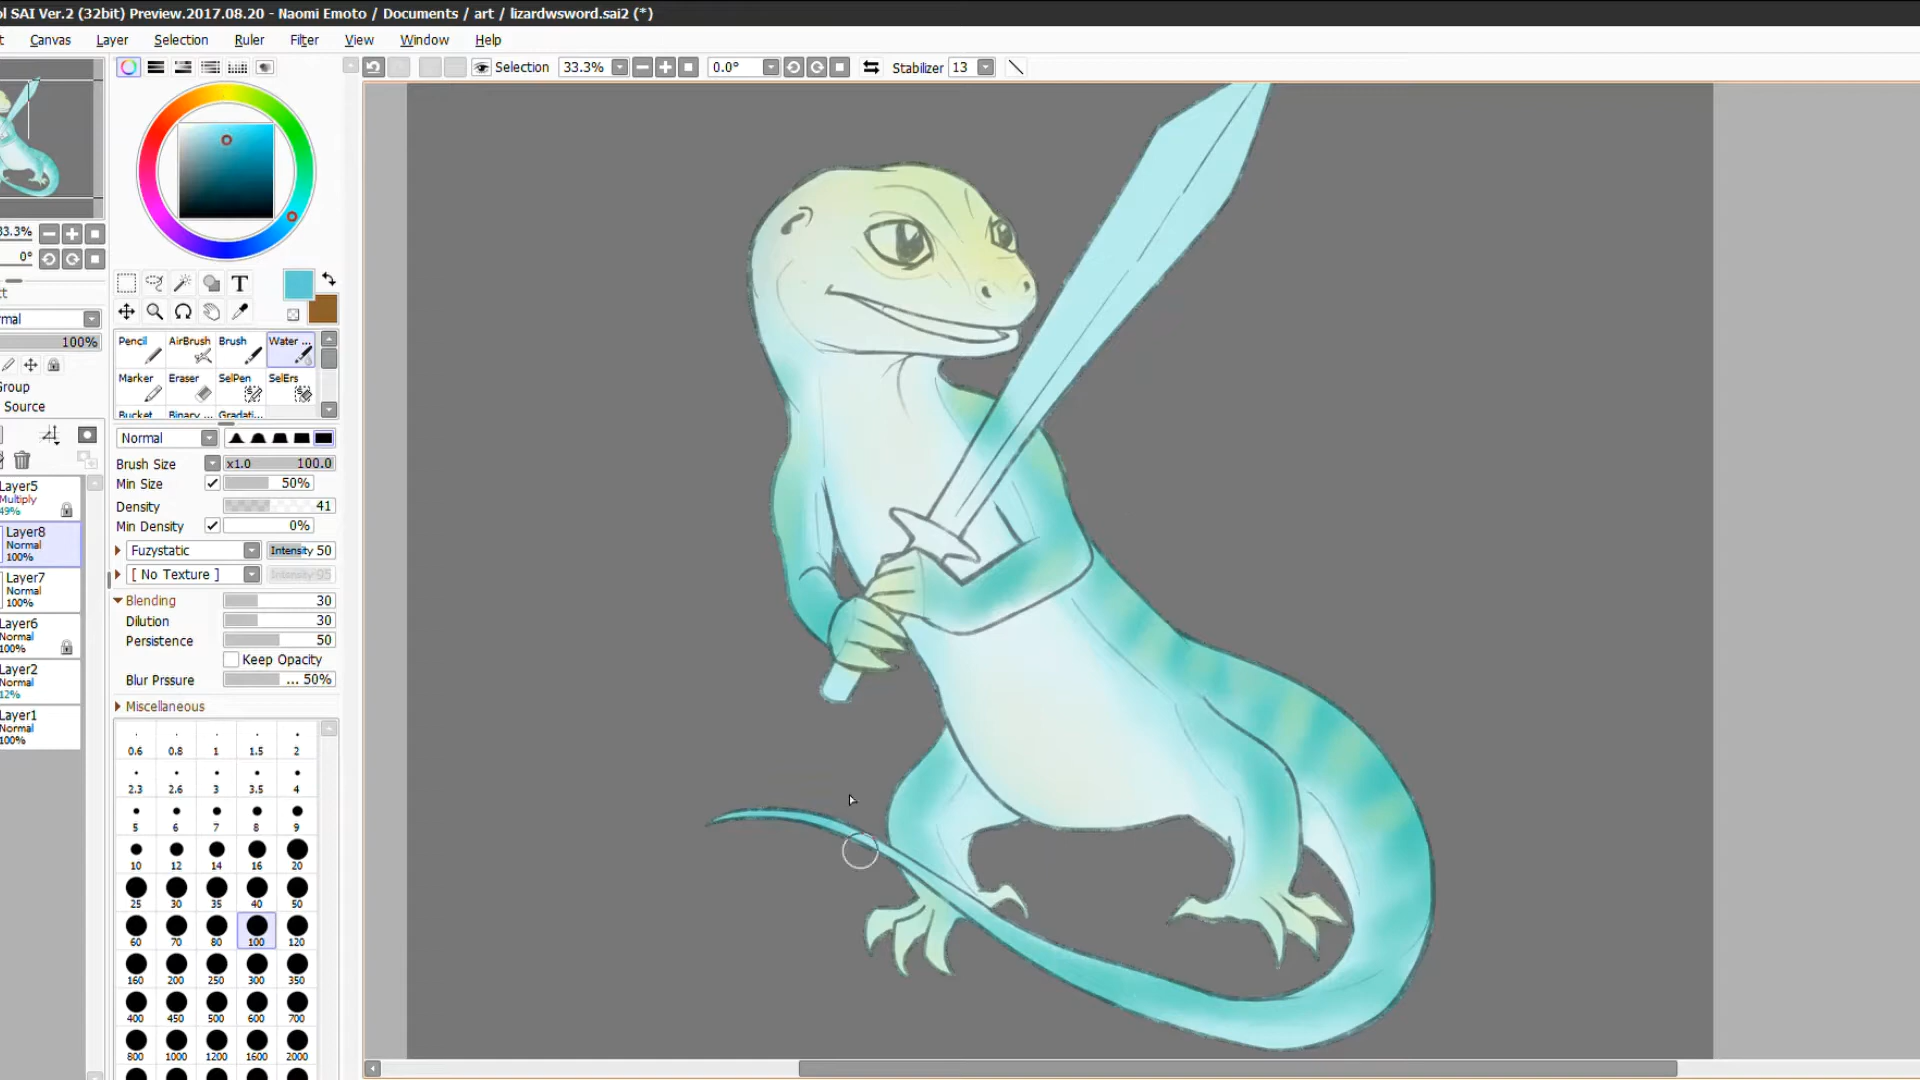 ol SAI Ver.2 (32bit) Preview.2017.08.20 - Naomi Emoto / Documents / art / lizardwsword.sai2 (*)
t Canvas Layer Selection Ruler Filter View Window Help
Selection 33.3% 0.0° Stabilizer 13
33.3%
0°
ct
mal
100%
Group
Source
T
Pencil AirBrush Brush Water ...
Marker Eraser SelPen SelErs
Bucket Binary ... Gradati...
Normal
Brush Size x1.0 100.0
Min Size 50%
Density 41
Min Density 0%
Fuzystatic Intensity 50
[ No Texture ] Intensity 95
Blending 30
Dilution 30
Persistence 50
Keep Opacity
Blur Prssure ... 50%
Miscellaneous
Layer5
Multiply
49%
Layer8
Normal
100%
Layer7
Normal
100%
Layer6
Normal
100%
Layer2
Normal
12%
Layer1
Normal
100%
0.6 0.8 1 1.5 2
2.3 2.6 3 3.5 4
5 6 7 8 9
10 12 14 16 20
25 30 35 40 50
60 70 80 100 120
160 200 250 300 350
400 450 500 600 700
800 1000 1200 1600 2000